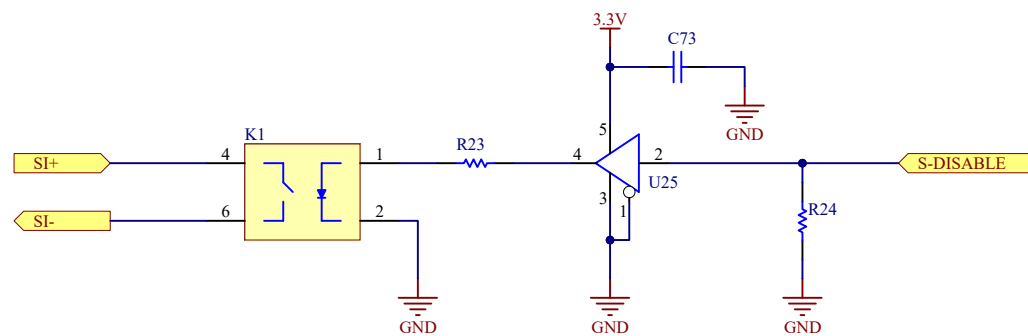 3.3V
C73
GND
K1
R23
5
SI+
4
1
4
2
S-DISABLE
U25
3
1
SI-
6
2
R24
GND
GND
GND